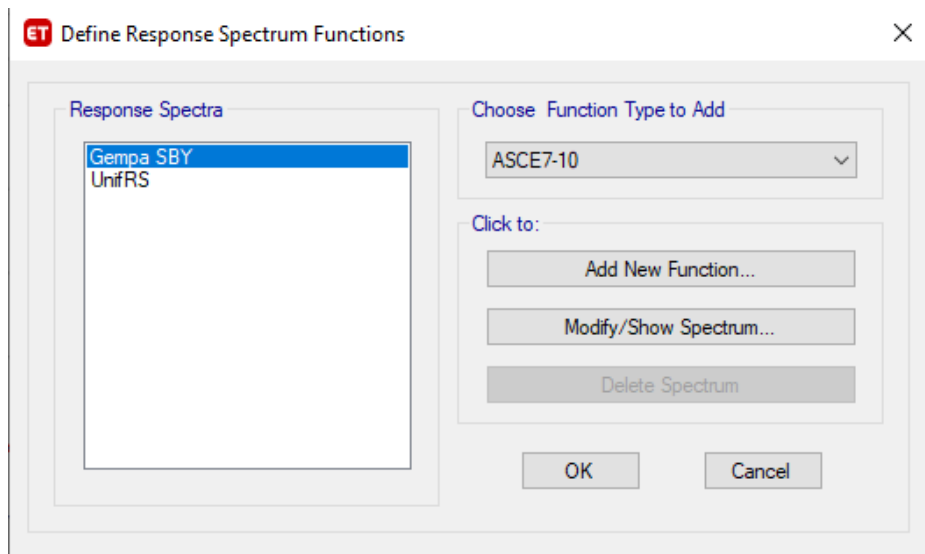 ET Define Response Spectrum Functions
Response Spectra
Gempa SBY
UnifRS
Choose Function Type to Add
ASCE7-10
Click to:
Add New Function...
Modify/Show Spectrum...
Delete Spectrum
OK
Cancel